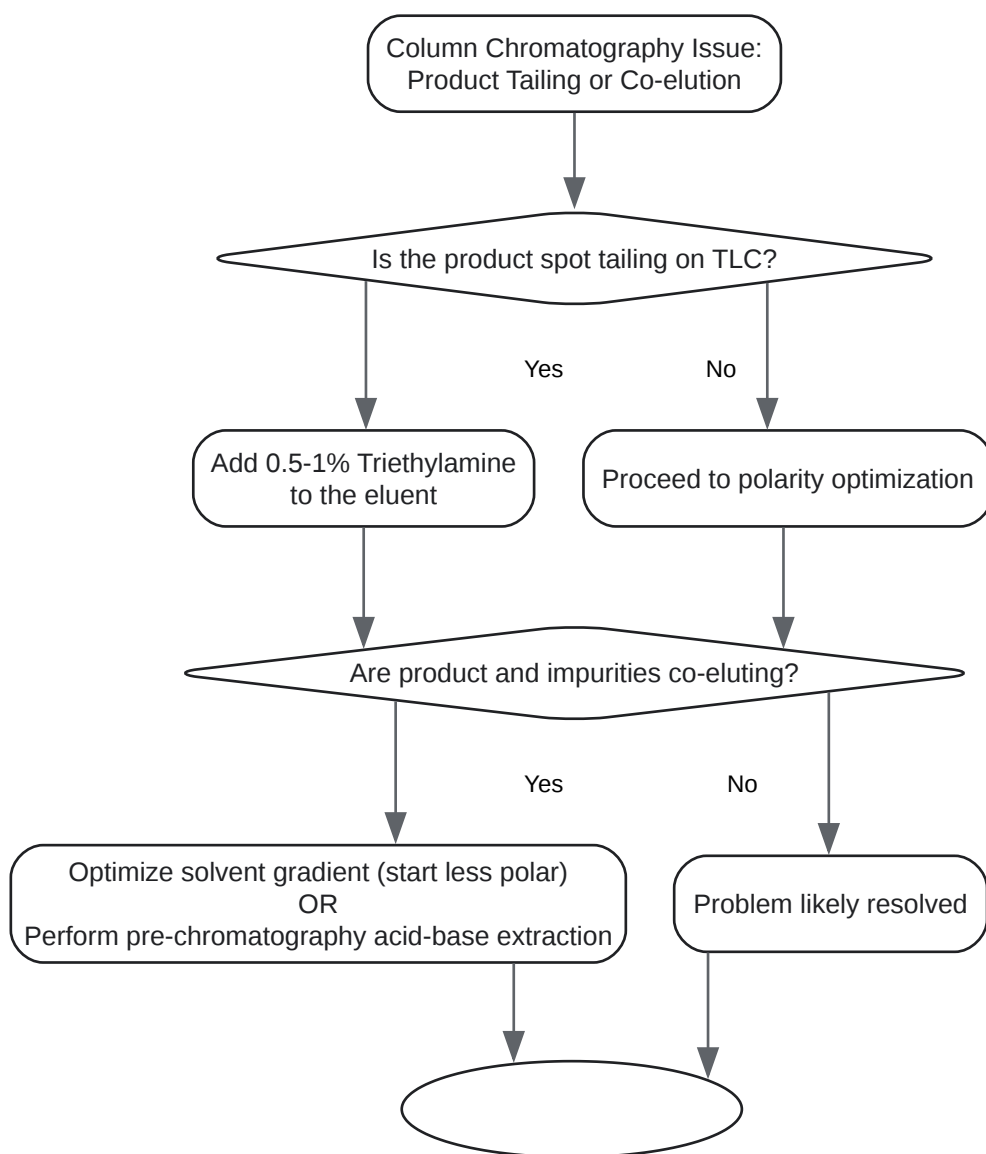 Column Chromatography Issue:
Product Tailing or Co-elution
Is the product spot tailing on TLC?
Yes
No
Add 0.5-1% Triethylamine
to the eluent
Proceed to polarity optimization
Are product and impurities co-eluting?
Yes
No
Optimize solvent gradient (start less polar)
OR
Perform pre-chromatography acid-base extraction
Problem likely resolved